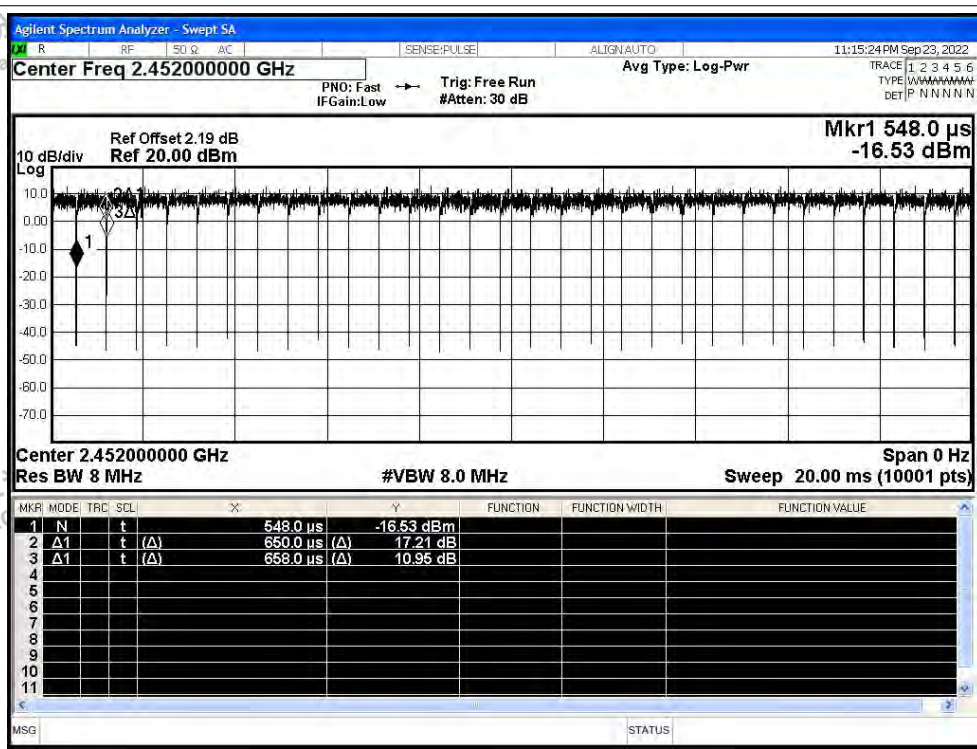 Agilent Spectrum Analyzer - Swept SA
LXI R RF 50 Ω AC SENSE:PULSE ALIGN AUTO 11:15:24 PM Sep 23, 2022
Center Freq 2.452000000 GHz
PNO: Fast
IFGain:Low
Trig: Free Run
#Atten: 30 dB
Avg Type: Log-Pwr
TRACE 1 2 3 4 5 6
TYPE
DET P N N N N N
Mkr1 548.0 µs
-16.53 dBm
Ref Offset 2.19 dB
10 dB/div Ref 20.00 dBm
Log
10.0
0.00
-10.0
-20.0
-30.0
-40.0
-50.0
-60.0
-70.0
3Δ1
1
Center 2.452000000 GHz Span 0 Hz
Res BW 8 MHz #VBW 8.0 MHz Sweep 20.00 ms (10001 pts)
MKR MODE TRC SCL X Y FUNCTION FUNCTION WIDTH FUNCTION VALUE
1 N t 548.0 µs -16.53 dBm
2 Δ1 t (Δ) 650.0 µs (Δ) 17.21 dB
3 Δ1 t (Δ) 658.0 µs (Δ) 10.95 dB
4
5
6
7
8
9
10
11
MSG STATUS